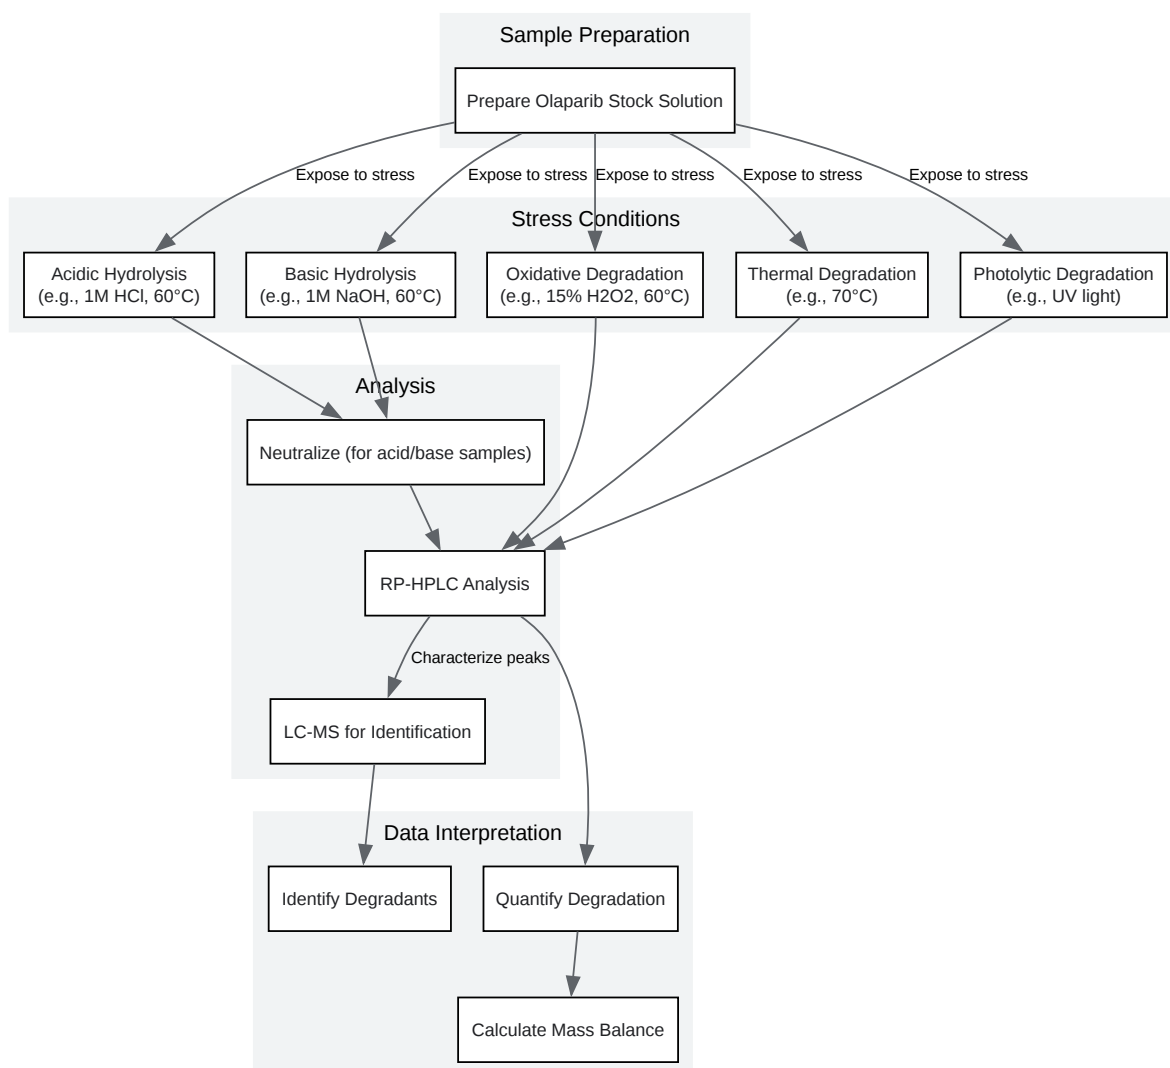 Sample Preparation
Prepare Olaparib Stock Solution
Expose to stress
Expose to stress
Expose to stress
Expose to stress
Expose to stress
Stress Conditions
Acidic Hydrolysis
(e.g., 1M HCl, 60°C)
Basic Hydrolysis
(e.g., 1M NaOH, 60°C)
Oxidative Degradation
(e.g., 15% H2O2, 60°C)
Thermal Degradation
(e.g., 70°C)
Photolytic Degradation
(e.g., UV light)
Analysis
Neutralize (for acid/base samples)
RP-HPLC Analysis
Characterize peaks
LC-MS for Identification
Data Interpretation
Identify Degradants
Quantify Degradation
Calculate Mass Balance